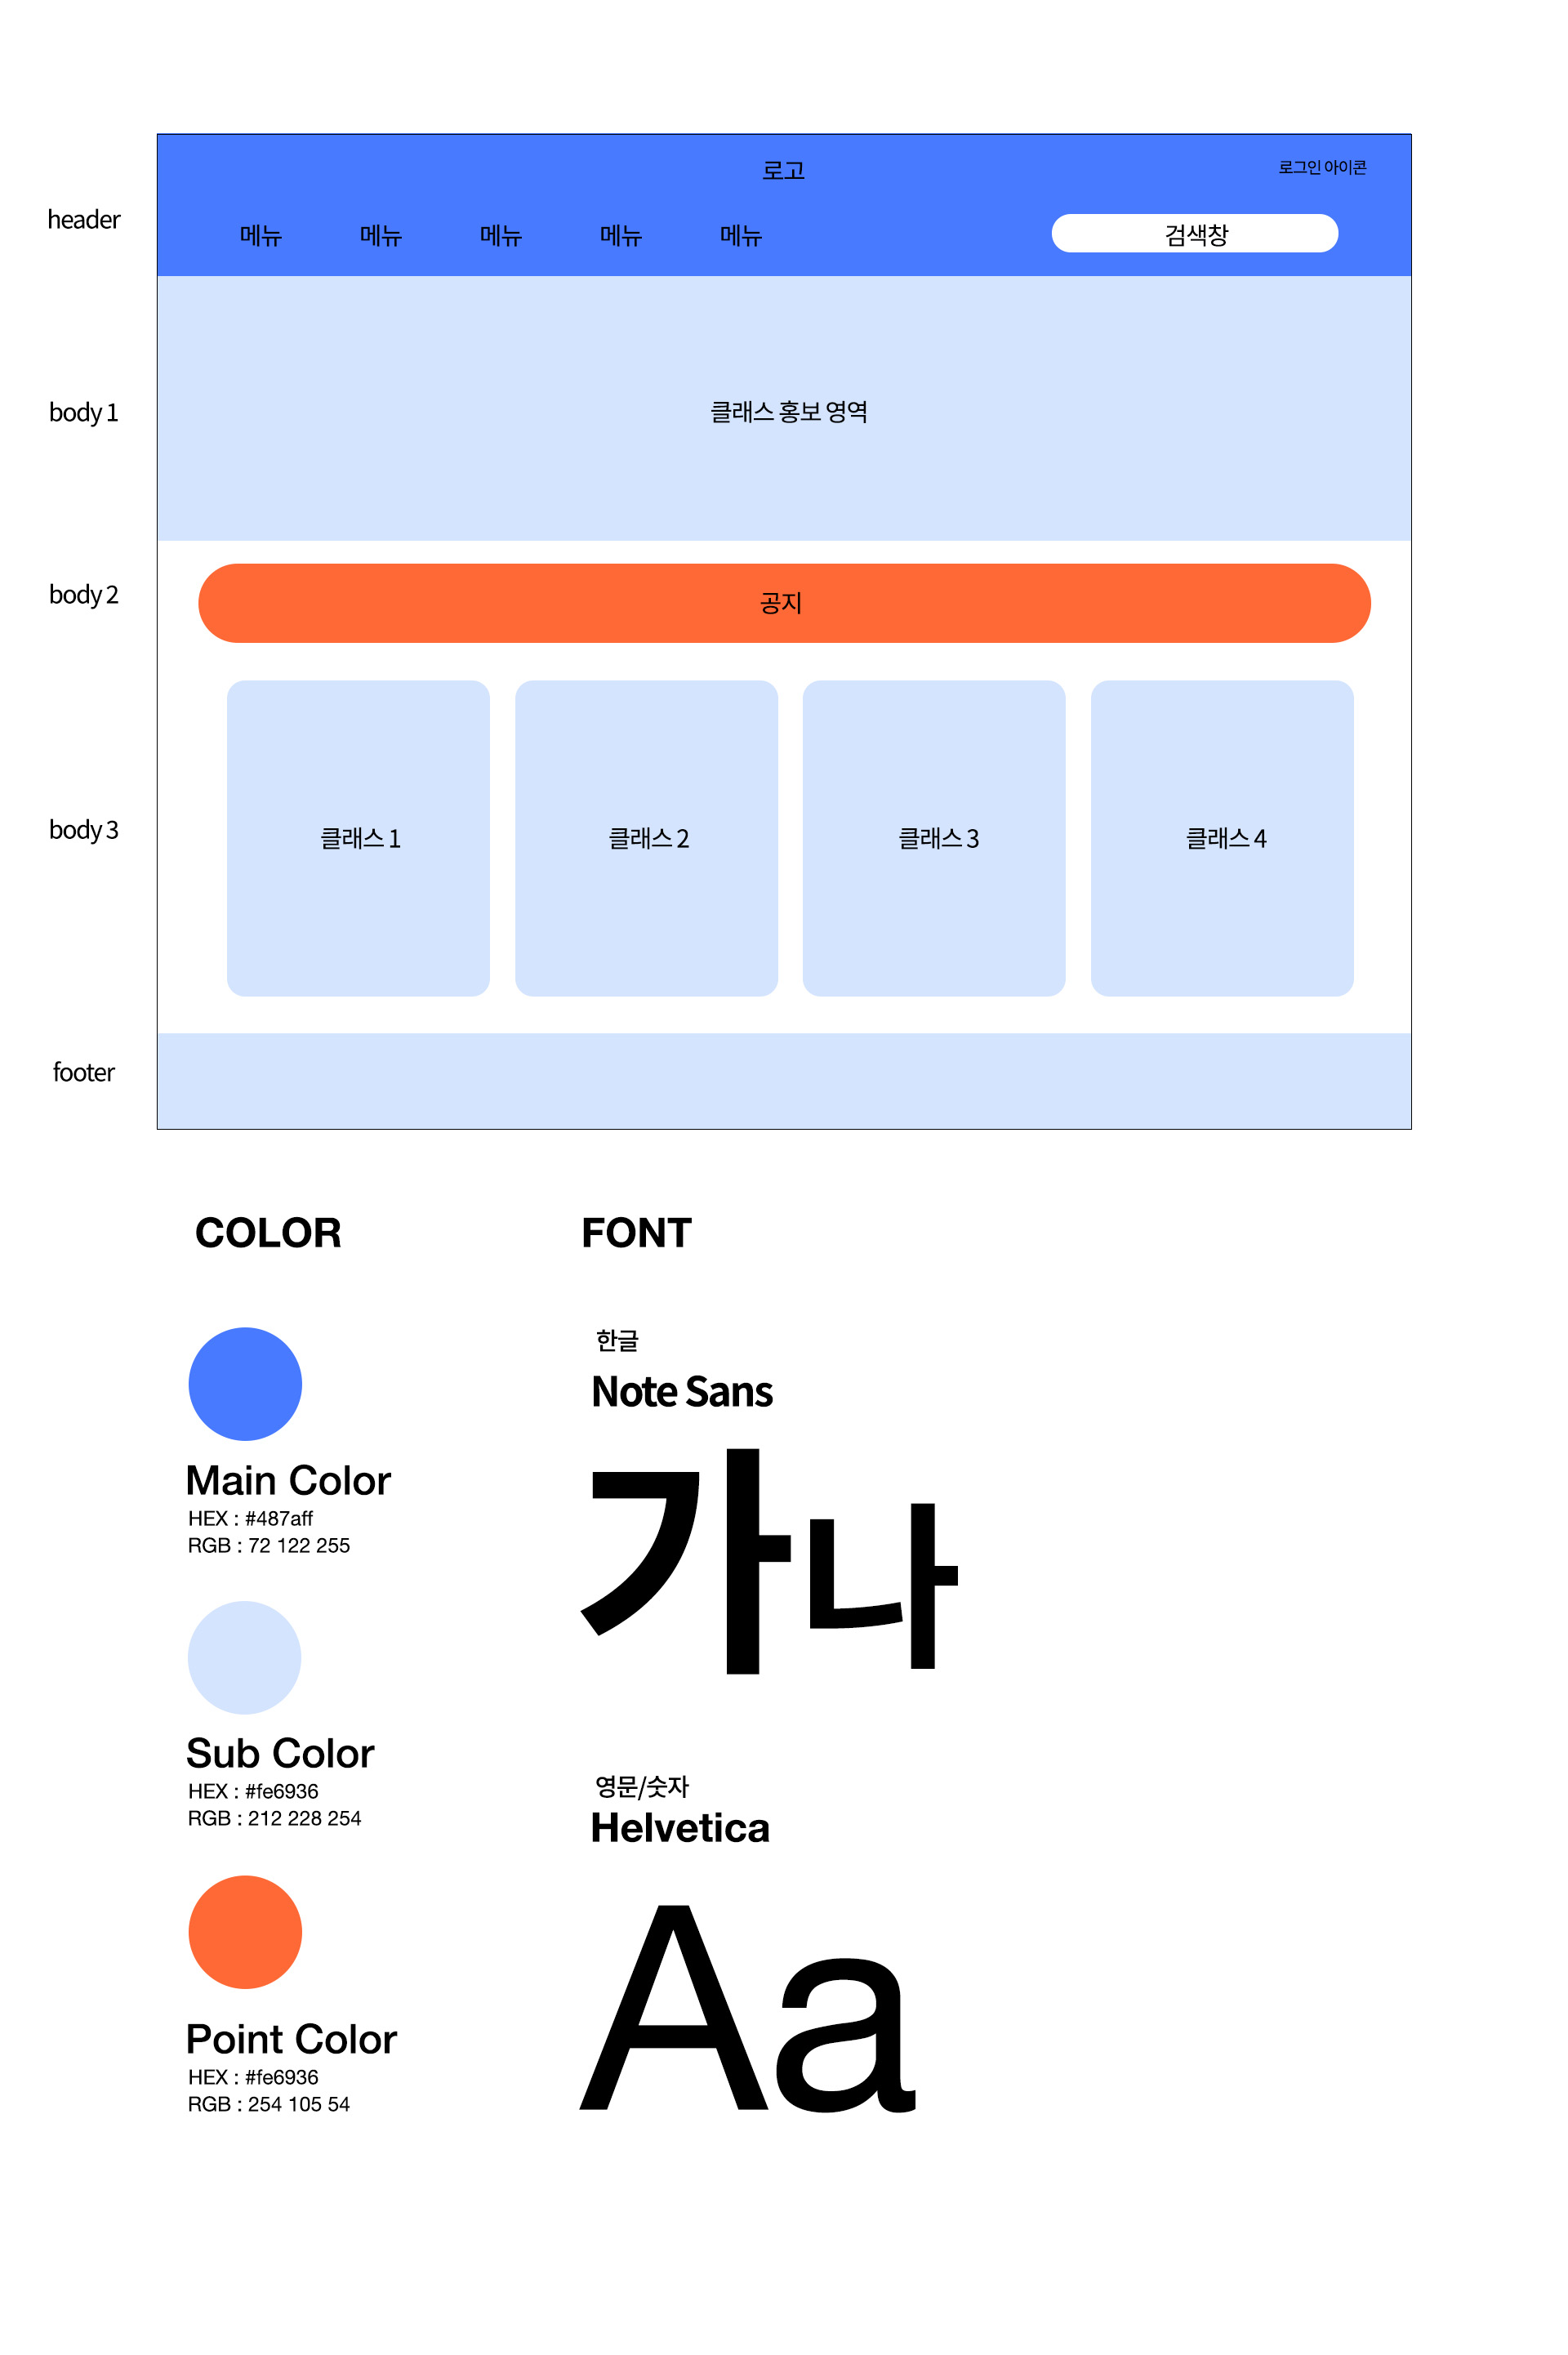 로고
로그인 아이콘
header
메뉴 메뉴 메뉴 메뉴 메뉴 검색창
body 1
클래스 홍보 영역
body 2
공지
body 3
클래스 1 클래스 2 클래스 3 클래스 4
footer
COLOR
Main Color
HEX : #487aff
RGB : 72 122 255
Sub Color
HEX : #fe6936
RGB : 212 228 254
Point Color
HEX : #fe6936
RGB : 254 105 54
FONT
한글
Note Sans
가나
영문/숫자
Helvetica
Aa